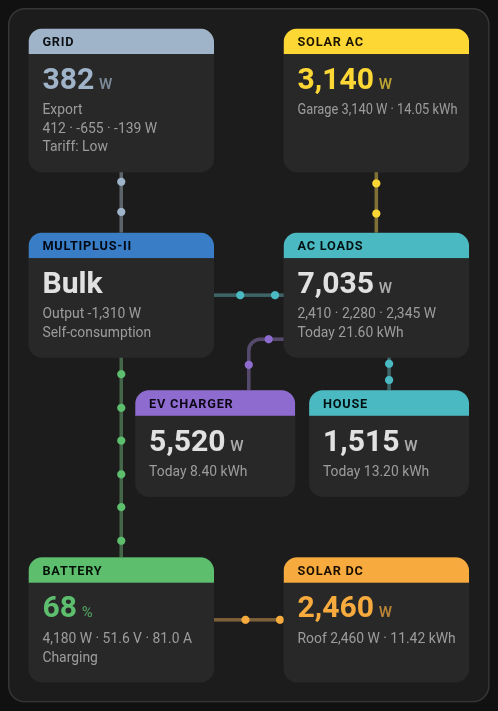 GRID
382 W
Export
412 · -655 · -139 W
Tariff: Low
SOLAR AC
3,140 W
Garage 3,140 W · 14.05 kWh
MULTIPLUS-II
Bulk
Output -1,310 W
Self-consumption
AC LOADS
7,035 W
2,410 · 2,280 · 2,345 W
Today 21.60 kWh
EV CHARGER
5,520 W
Today 8.40 kWh
HOUSE
1,515 W
Today 13.20 kWh
BATTERY
68 %
4,180 W · 51.6 V · 81.0 A
Charging
SOLAR DC
2,460 W
Roof 2,460 W · 11.42 kWh